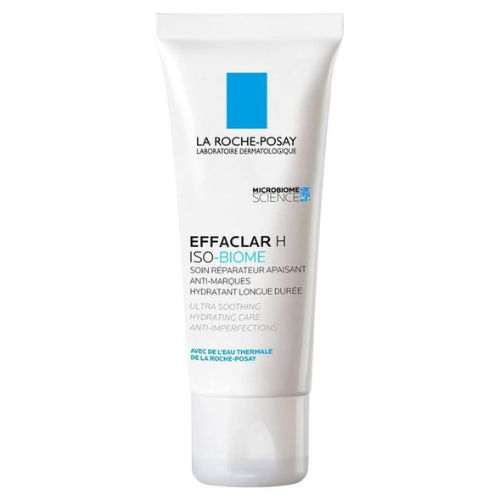 LA ROCHE-POSAY
LABORATOIRE DERMATOLOGIQUE
MICROBIOME
SCIENCE
EFFACLAR H
ISO-BIOME
SOIN RÉPARATEUR APAISANT
ANTI-MARQUES
HYDRATANT LONGUE DURÉE
ULTRA SOOTHING
HYDRATING CARE
ANTI-IMPERFECTIONS
AVEC DE L'EAU THERMALE
DE LA ROCHE-POSAY